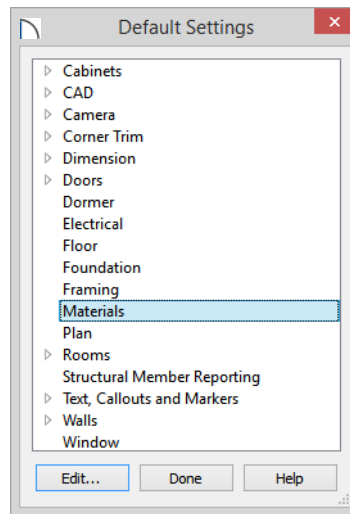 Default Settings
Cabinets
CAD
Camera
Corner Trim
Dimension
Doors
Dormer
Electrical
Floor
Foundation
Framing
Materials
Plan
Rooms
Structural Member Reporting
Text, Callouts and Markers
Walls
Window
Edit... Done Help